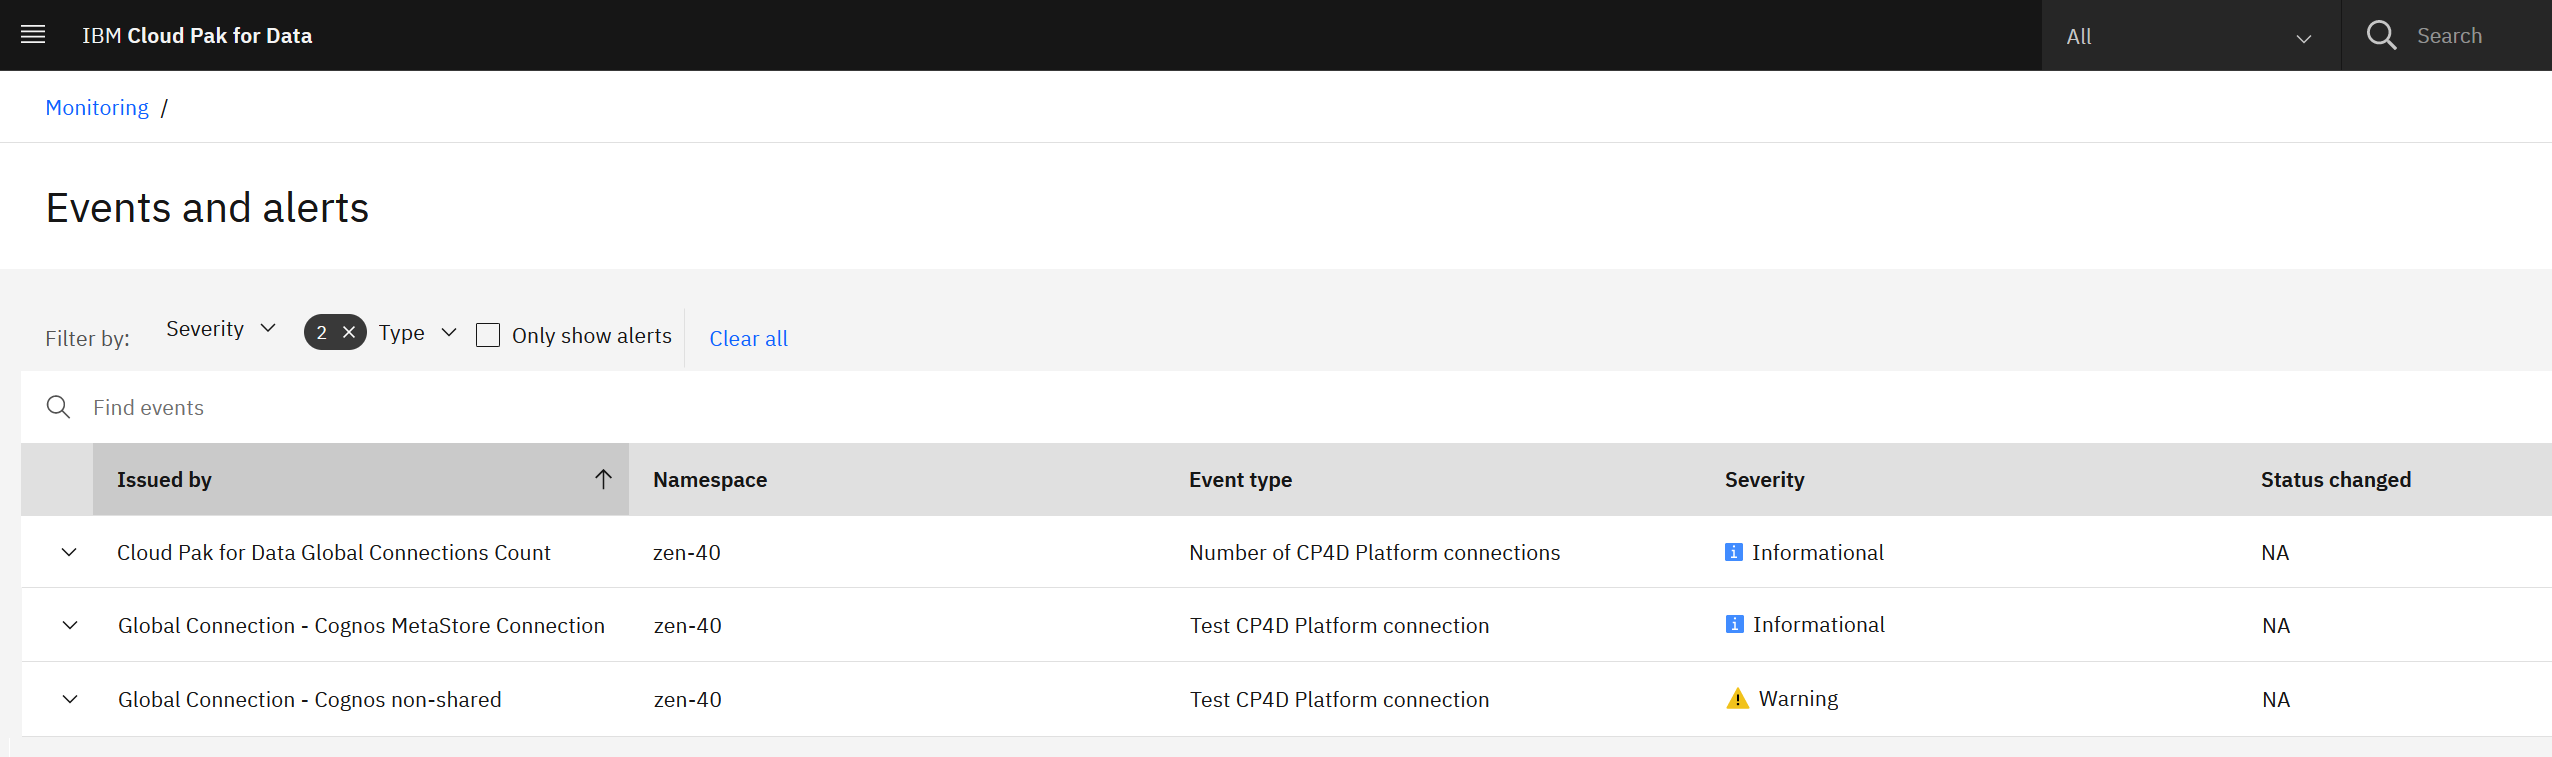 IBM Cloud Pak for Data All Search
Monitoring /
Events and alerts
Filter by: Severity 2 Type Only show alerts Clear all
Find events
Issued by Namespace Event type Severity Status changed
Cloud Pak for Data Global Connections Count zen-40 Number of CP4D Platform connections Informational NA
Global Connection - Cognos MetaStore Connection zen-40 Test CP4D Platform connection Informational NA
Global Connection - Cognos non-shared zen-40 Test CP4D Platform connection Warning NA